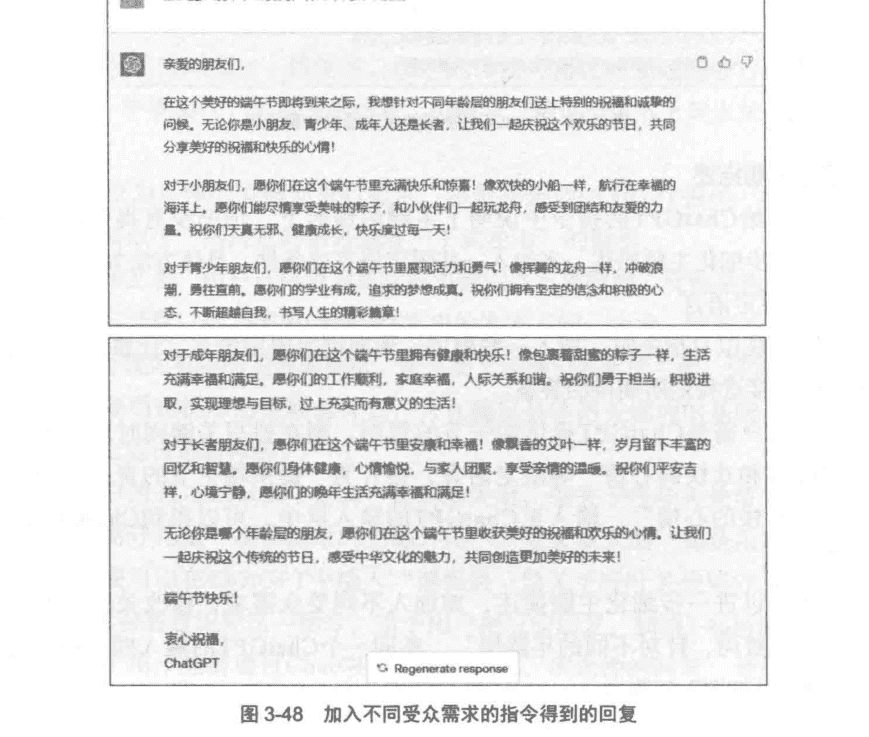 亲爱的朋友们，
在这个美好的端午节即将到来之际，我想针对不同年龄层的朋友们送上特别的祝福和诚挚的
问候。无论你是小朋友、青少年、成年人还是长者，让我们一起庆祝这个欢乐的节日，共同
分享美好的祝福和快乐的心情！
对于小朋友们，愿你们在这个端午节里充满快乐和惊喜！像欢快的小船一样，航行在幸福的
海洋上，愿你们能尽情享受美味的粽子，和小伙伴们一起玩龙舟，感受到团结和友爱的力
量。祝你们天真无邪、健康成长，快乐度过每一天！
对于青少年朋友们，愿你们在这个端午节里展现活力和勇气！像挥舞的龙舟一样，冲破浪
潮，勇往直前。愿你们的学业有成，追求的梦想成真。祝你们拥有坚定的信念和积极的心
态，不断超越自我，书写人生的精彩篇章！
对于成年朋友们，愿你们在这个端午节里拥有健康和快乐！像包裹着甜蜜的粽子一样，生活
充满幸福和满足。愿你们的工作顺利，家庭幸福，人际关系和谐。祝你们勇于担当，积极进
取，实现理想与目标，过上充实而有意义的生活！
对于长者朋友们，愿你们在这个端午节里安康和幸福！像飘香的艾叶一样，岁月留下丰富的
回忆和智慧。愿你们身体健康，心情愉悦，与家人团聚，享受亲情的温暖。祝你们平安吉
祥，心境宁静，愿你们的晚年生活充满幸福和满足！
无论你是哪个年龄层的朋友，愿你们在这个端午节里收获美好的祝福和欢乐的心情。让我们
一起庆祝这个传统的节日，感受中华文化的魅力，共同创造更加美好的未来！
端午节快乐！
衷心祝福，
ChatGPT
Regenerate response
图 3-48 加入不同受众需求的指令得到的回复